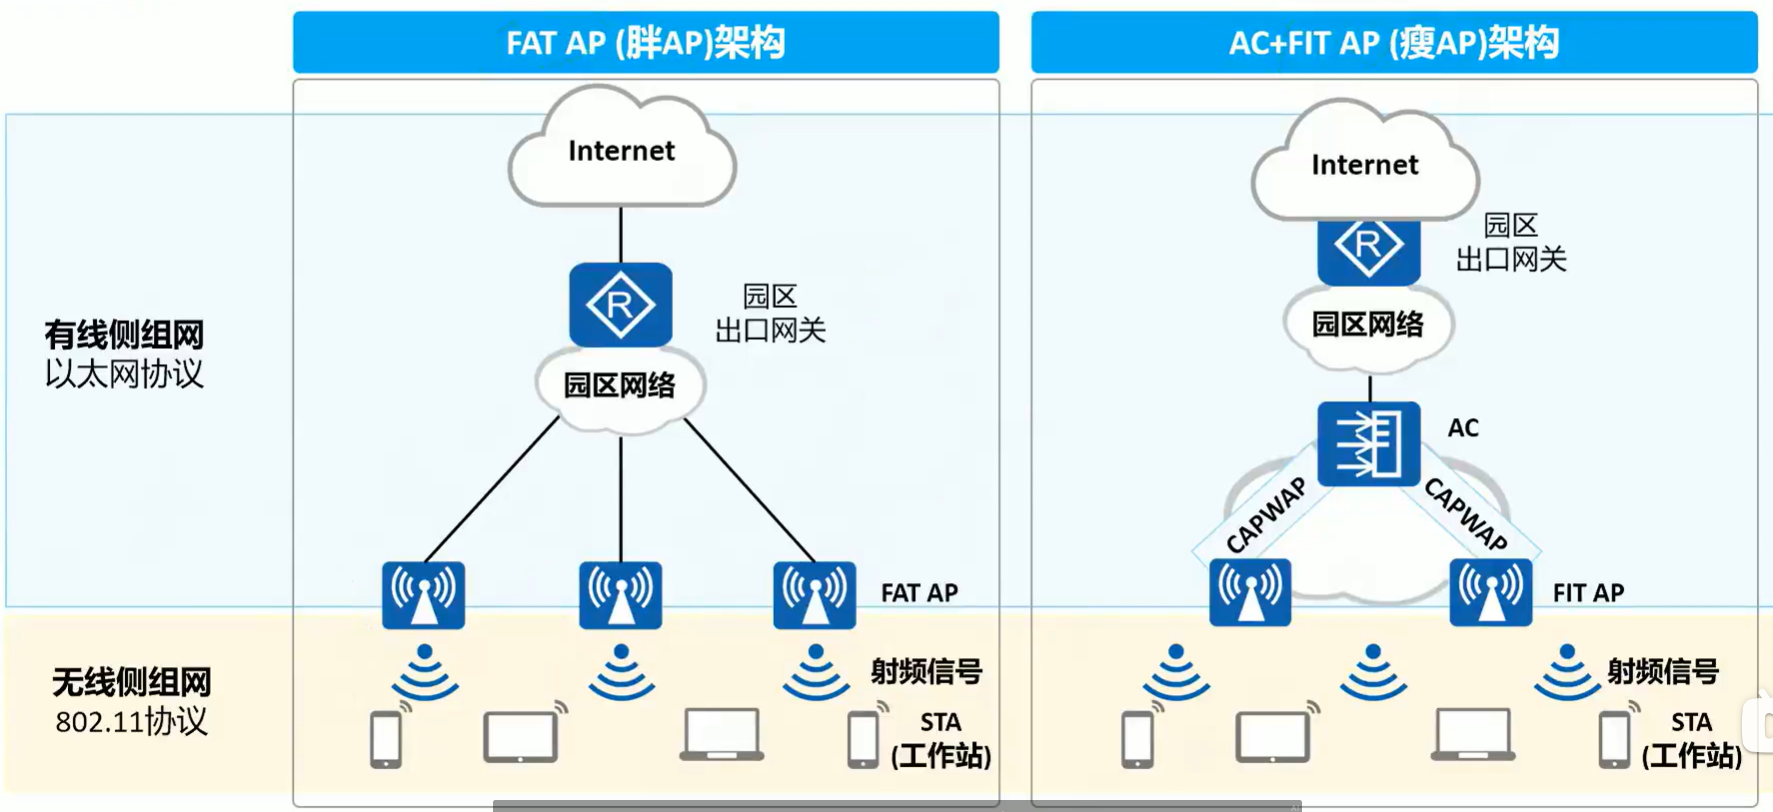 FAT AP (胖AP)架构
AC+FIT AP (瘦AP)架构
有线侧组网
以太网协议
Internet
R
园区
出口网关
园区网络
FAT AP
Internet
R
园区
出口网关
园区网络
AC
CAPWAP
CAPWAP
FIT AP
无线侧组网
802.11协议
射频信号
STA
(工作站)
射频信号
STA
(工作站)